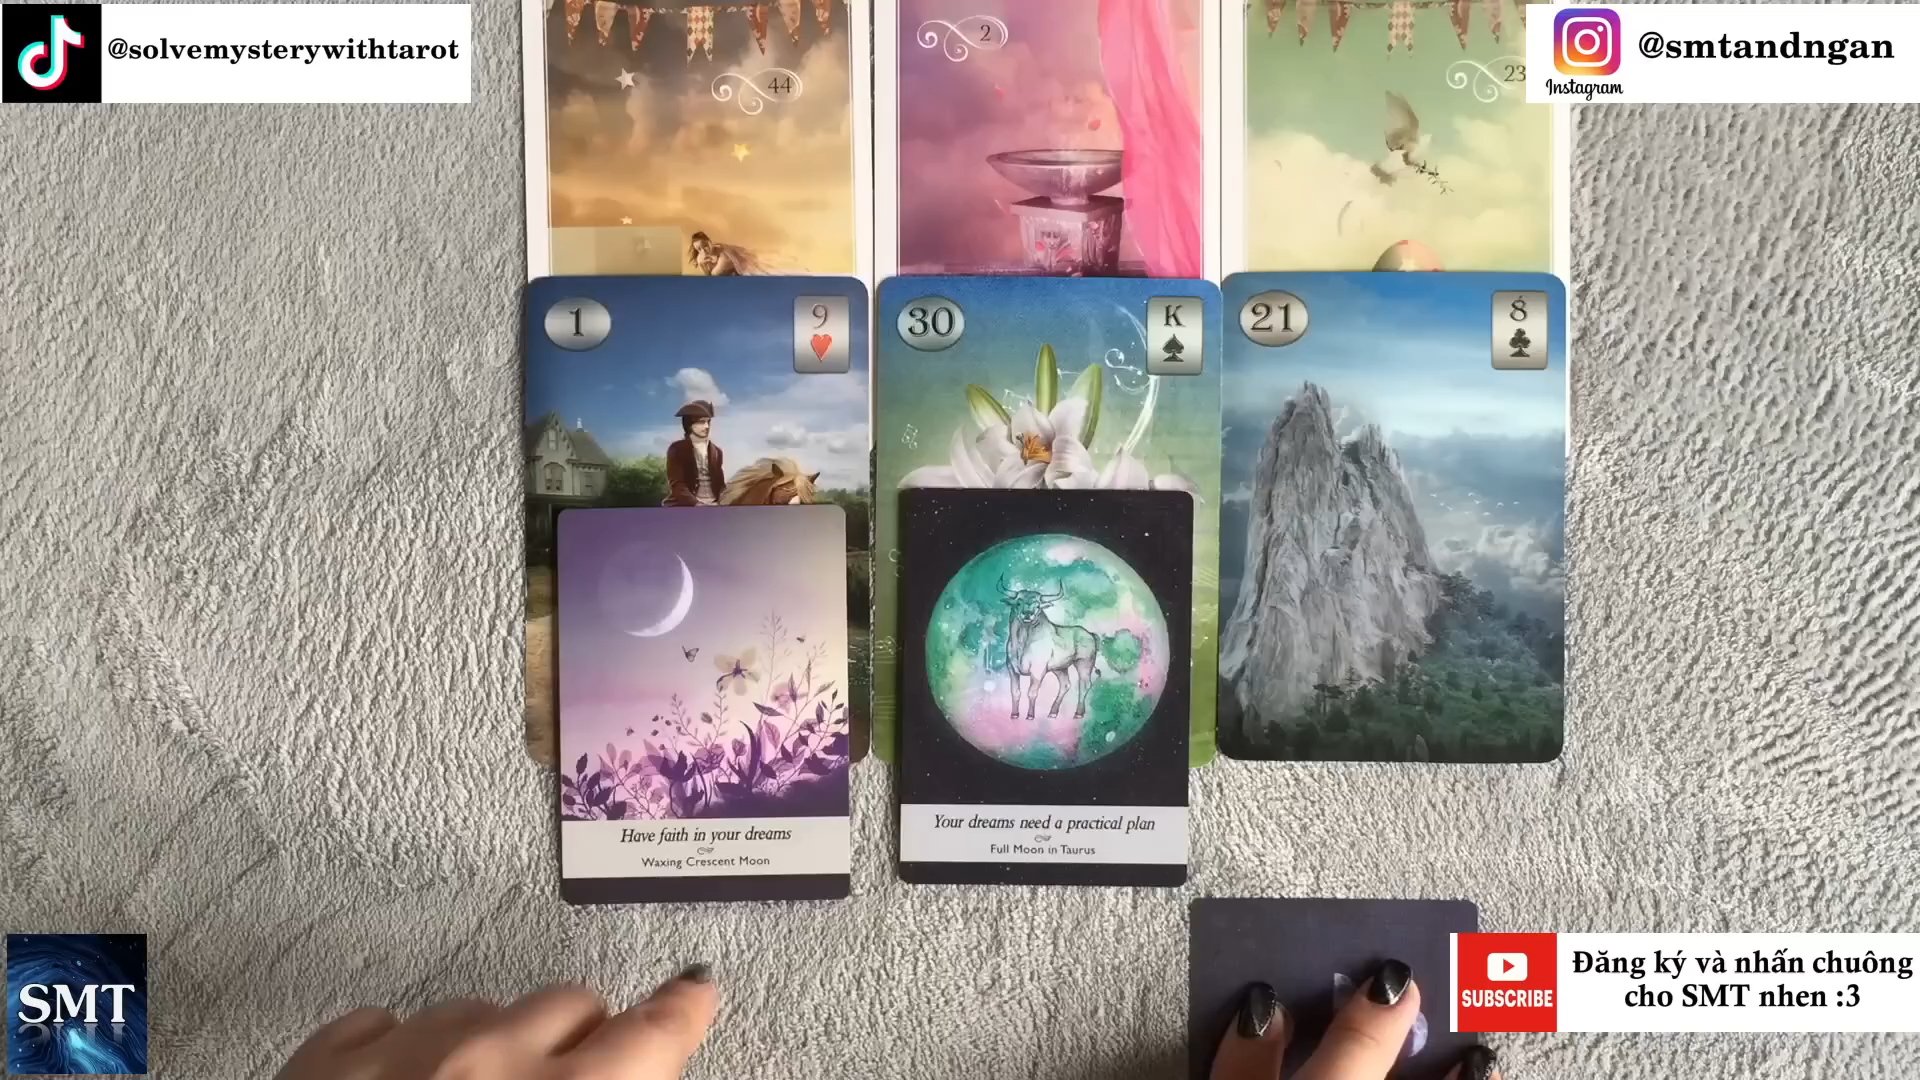 @solvemysterywithtarot
@smtandngan
Instagram
44
2
23
1
9
30
K
21
8
Have faith in your dreams
Waxing Crescent Moon
Your dreams need a practical plan
Full Moon in Taurus
SMT
SUBSCRIBE
Đăng ký và nhấn chuông
cho SMT nhen :3